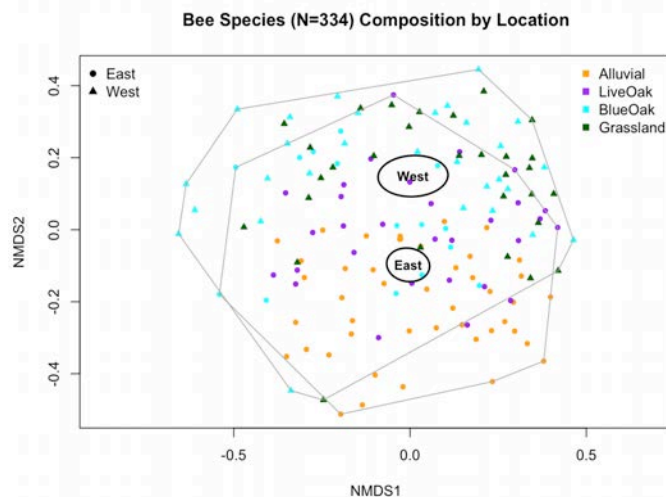 Bee Species (N=334) Composition by Location
East
West
Alluvial
LiveOak
BlueOak
Grassland
West
East
NMDS2
0.4
0.2
0.0
-0.2
-0.4
-0.5
0.0
0.5
NMDS1